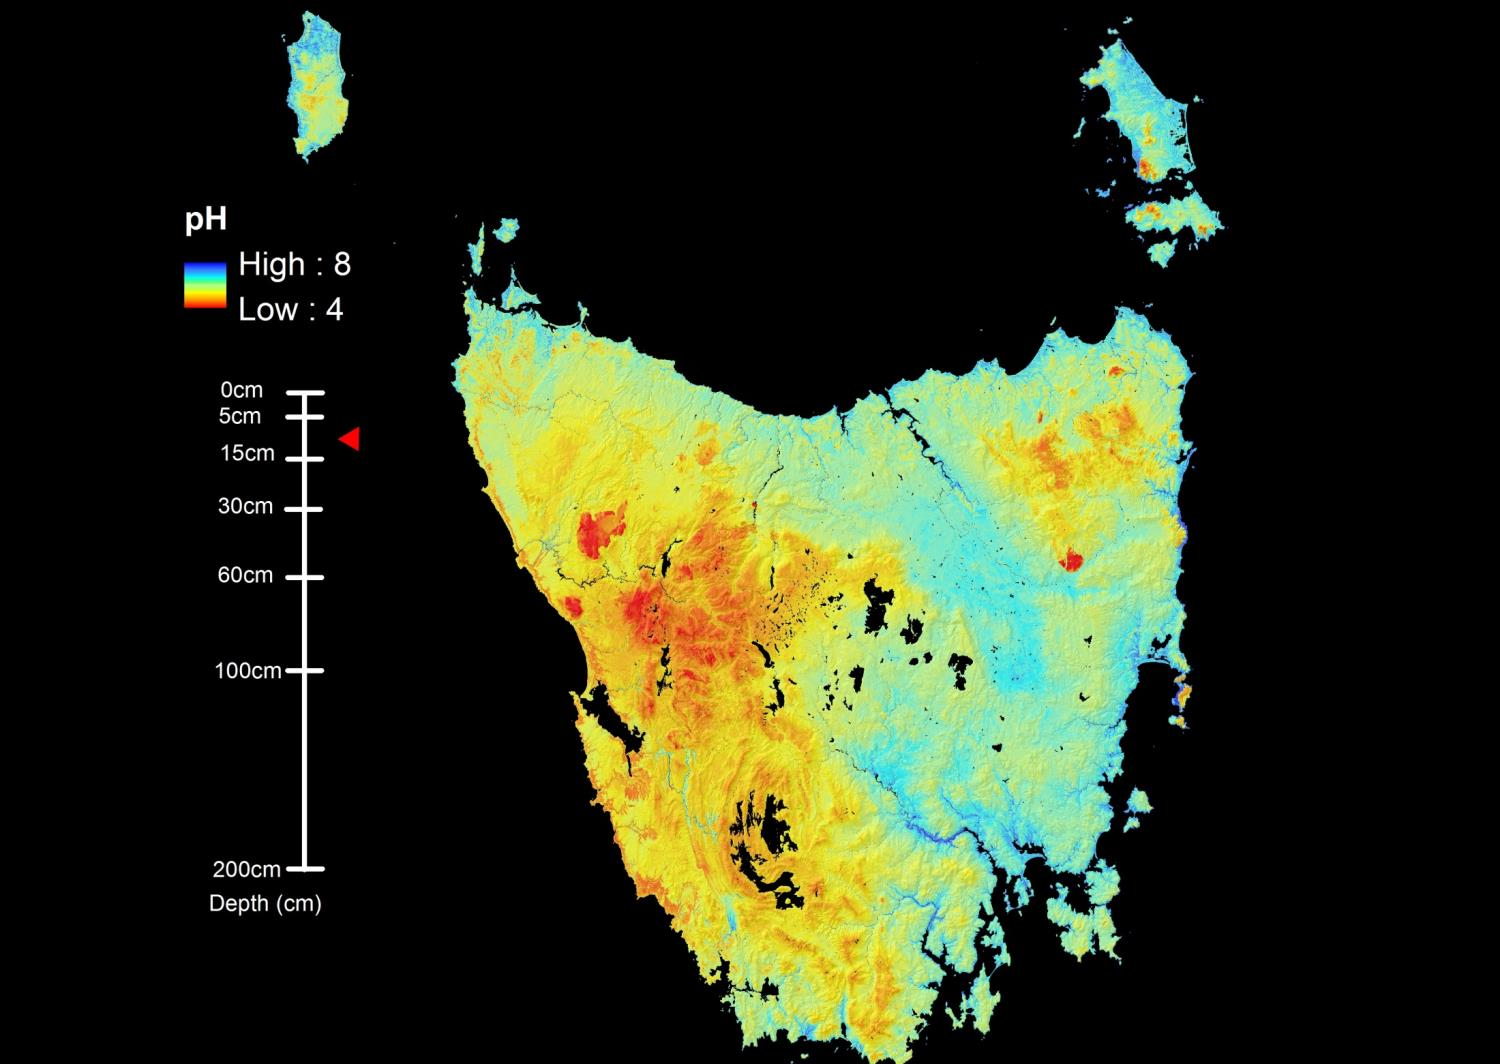 pH
High : 8
Low : 4
0cm
5cm
15cm
30cm
60cm
100cm
200cm
Depth (cm)